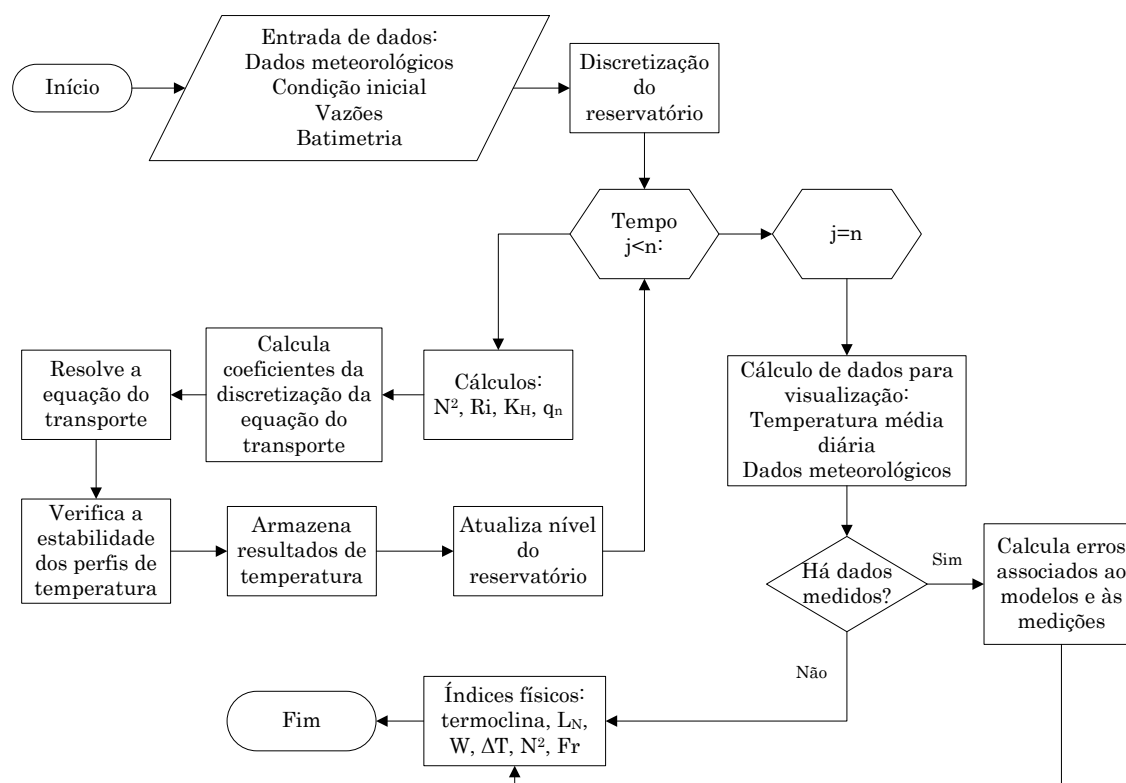 Início
Entrada de dados:
Dados meteorológicos
Condição inicial
Vazões
Batimetria
Discretização
do
reservatório
Tempo
j<n:
j=n
Cálculos:
N², Ri, K_H, q_n
Calcula
coeficientes da
discretização da
equação do
transporte
Resolve a
equação do
transporte
Verifica a
estabilidade
dos perfis de
temperatura
Armazena
resultados de
temperatura
Atualiza nível
do
reservatório
Cálculo de dados para
visualização:
Temperatura média
diária
Dados meteorológicos
Há dados
medidos?
Sim
Calcula erros
associados ao
modelos e às
medições
Não
Índices físicos:
termoclina, L_N,
W, ΔT, N², Fr
Fim